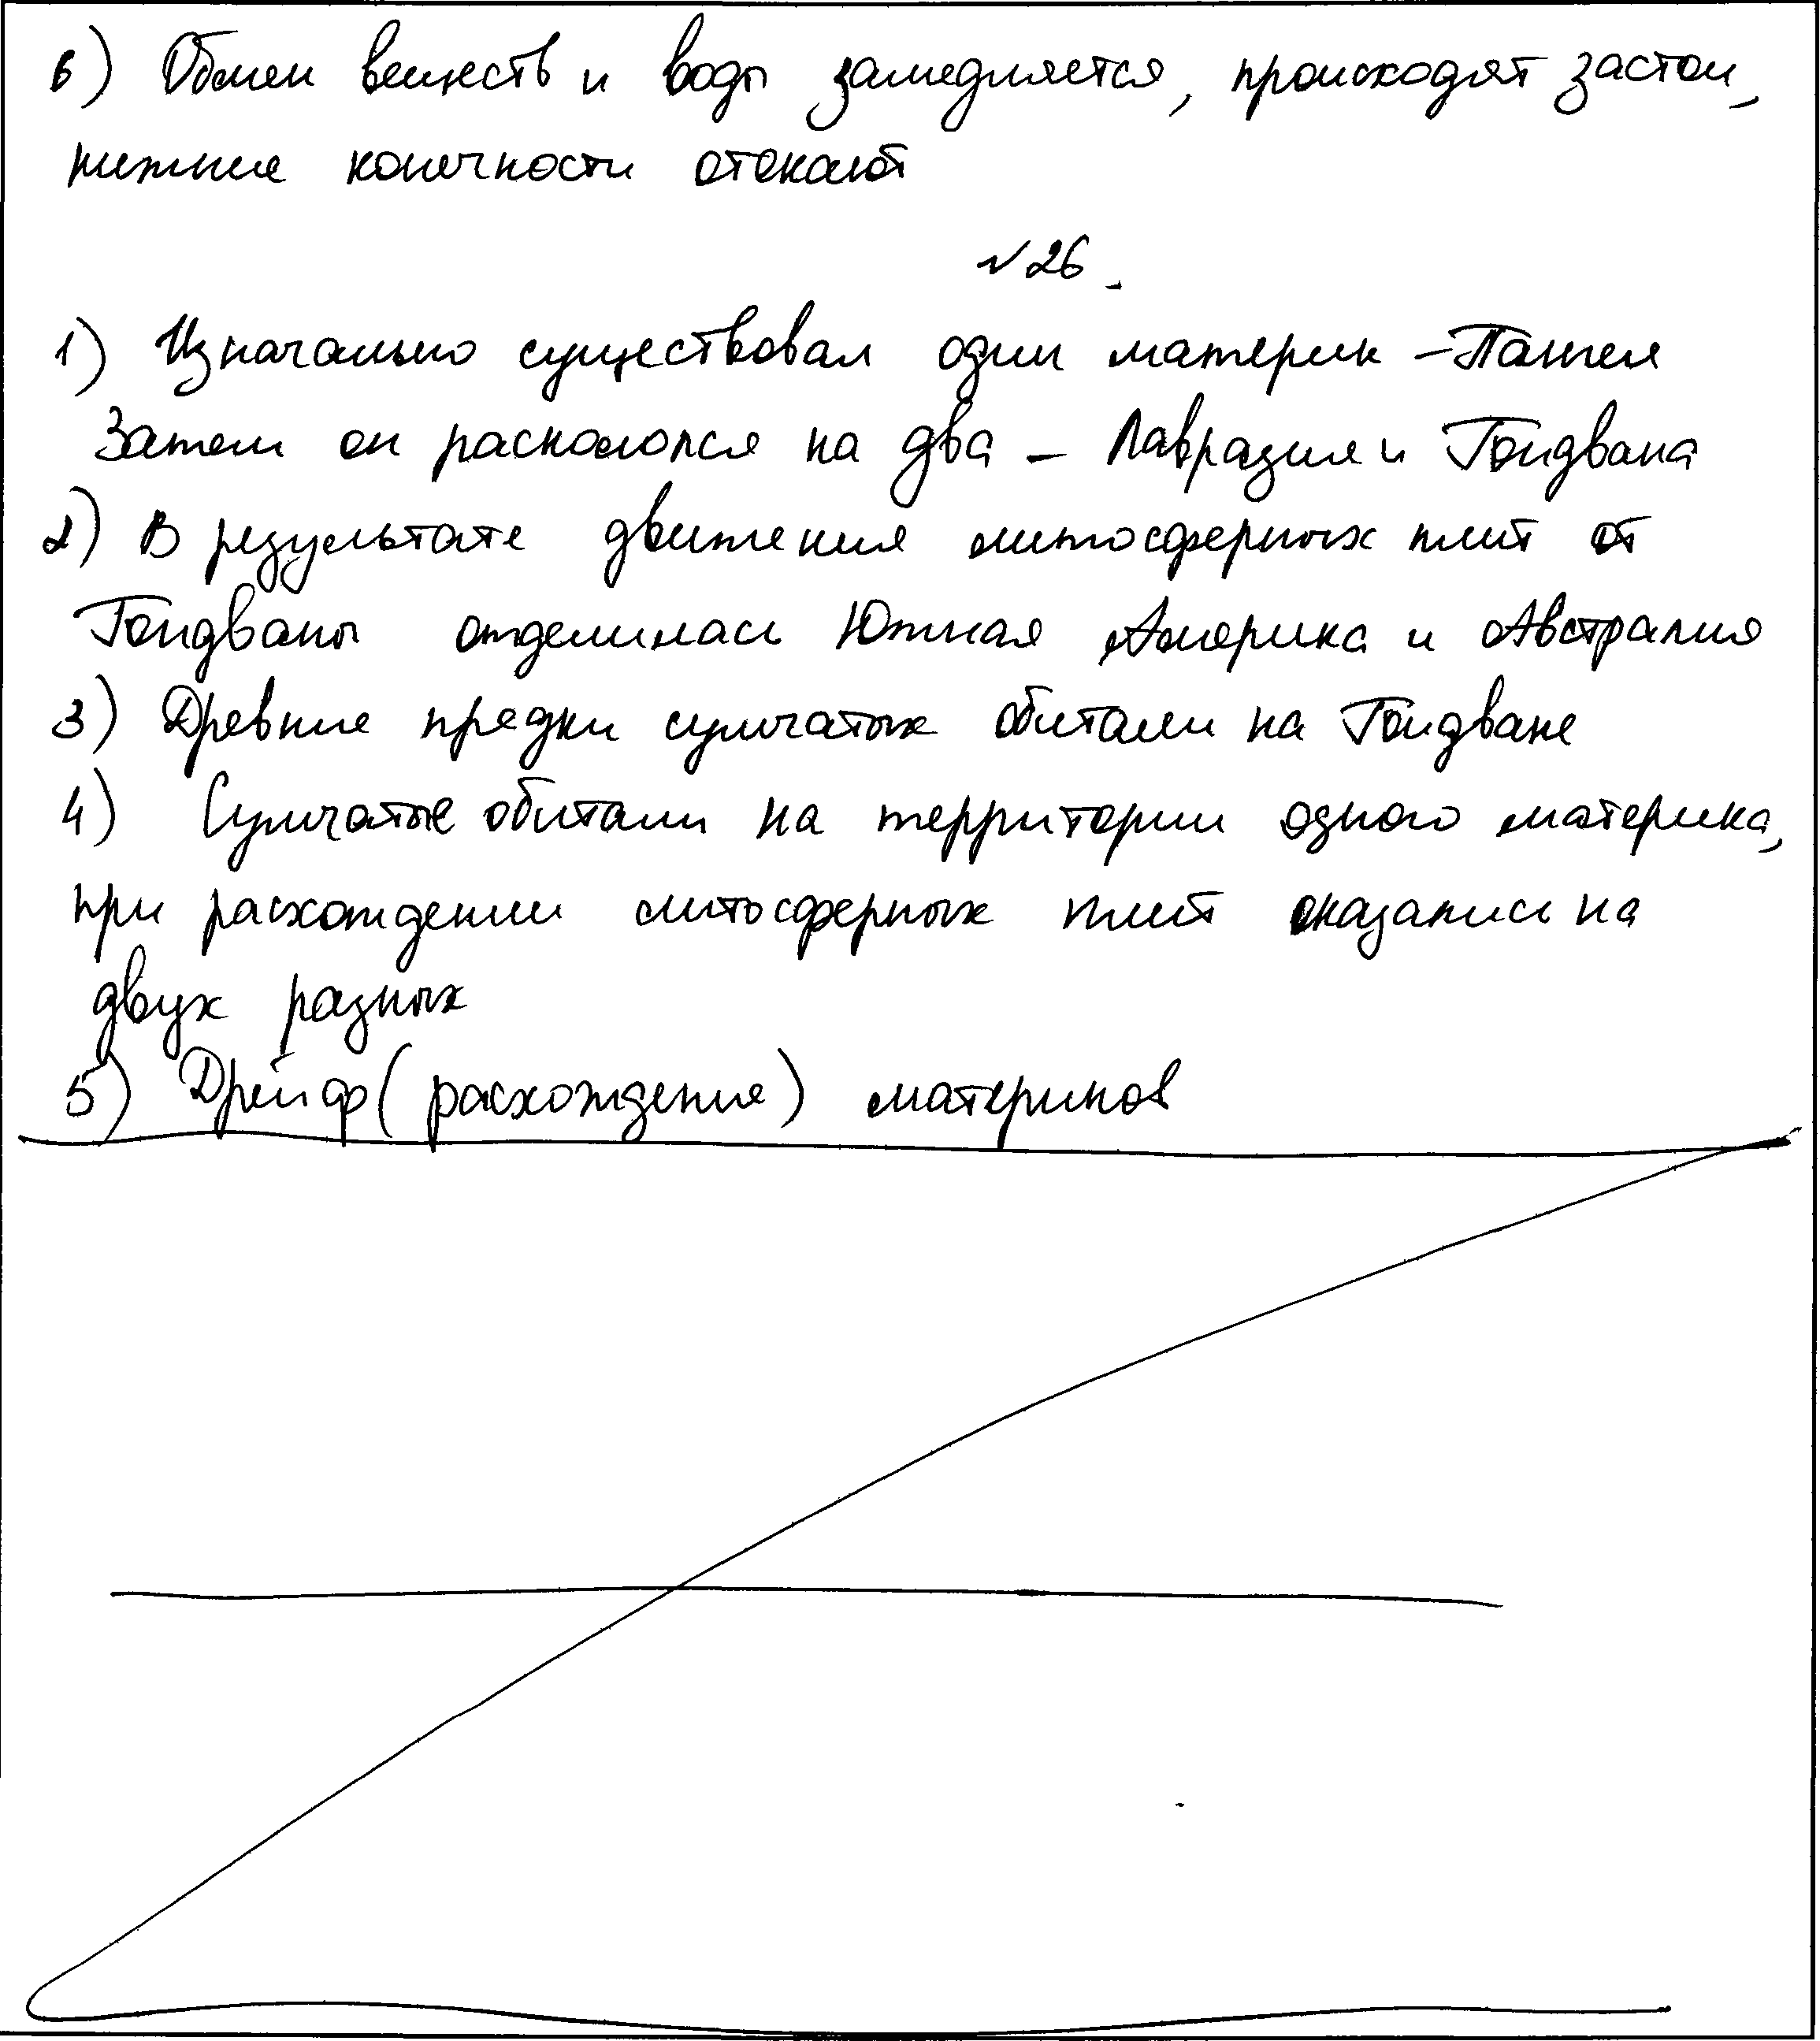 6) Обмен веществ и воды замедляется, происходят застои,
нижние конечности отекают
№26.
1) Изначально существовал один материк – Пангея
Затем он раскололся на два – Лавразия и Гондвана
2) В результате движения литосферных плит от
Гондваны отделилась Южная Америка и Австралия
3) Древние предки сумчатых обитали на Гондване
4) Сумчатые обитали на территории одного материка,
при расхождении литосферных плит оказались на
двух разных
5) Дрейф (расхождение) материков